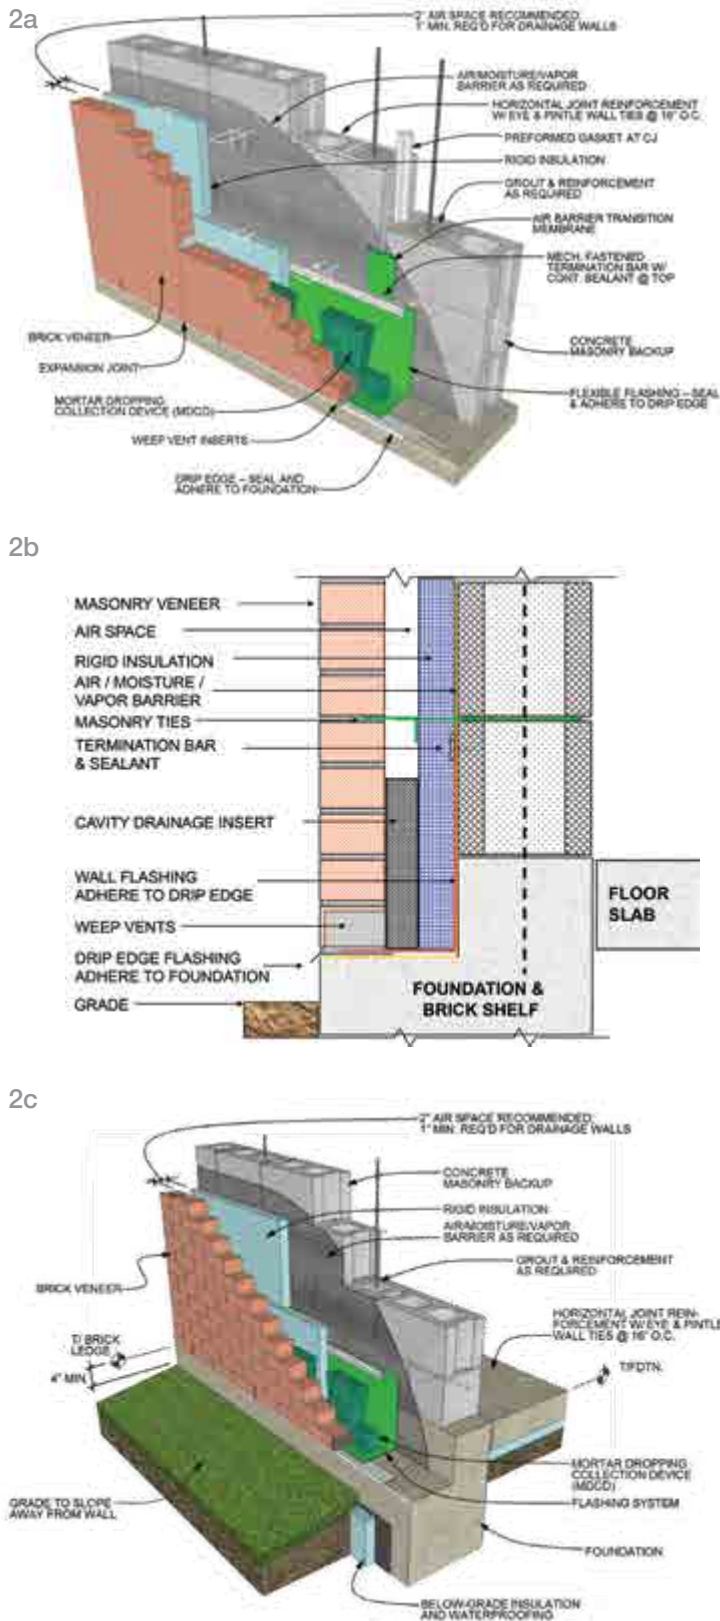 2a
2" AIR SPACE RECOMMENDED;
1" MIN. REQ'D FOR DRAINAGE WALLS
AIR/MOISTURE/VAPOR
BARRIER AS REQUIRED
HORIZONTAL JOINT REINFORCEMENT
W/ EYE & PINTLE WALL TIES @ 16" O.C.
PREFORMED GASKET AT CJ
RIGID INSULATION
GROUT & REINFORCEMENT
AS REQUIRED
AIR BARRIER TRANSITION
MEMBRANE
MECH. FASTENED
TERMINATION BAR W/
CONT. SEALANT @ TOP
BRICK VENEER
CONCRETE
MASONRY BACKUP
EXPANSION JOINT
FLEXIBLE FLASHING – SEAL
& ADHERE TO DRIP EDGE
MORTAR DROPPING
COLLECTION DEVICE (MDCD)
WEEP VENT INSERTS
DRIP EDGE – SEAL AND
ADHERE TO FOUNDATION
2b
MASONRY VENEER
AIR SPACE
RIGID INSULATION
AIR / MOISTURE /
VAPOR BARRIER
MASONRY TIES
TERMINATION BAR
& SEALANT
CAVITY DRAINAGE INSERT
WALL FLASHING
ADHERE TO DRIP EDGE
WEEP VENTS
DRIP EDGE FLASHING
ADHERE TO FOUNDATION
GRADE
FLOOR
SLAB
FOUNDATION &
BRICK SHELF
2c
2" AIR SPACE RECOMMENDED;
1" MIN. REQ'D FOR DRAINAGE WALLS
CONCRETE
MASONRY BACKUP
RIGID INSULATION
AIR/MOISTURE/VAPOR
BARRIER AS REQUIRED
GROUT & REINFORCEMENT
AS REQUIRED
BRICK VENEER
HORIZONTAL JOINT REIN-
FORCEMENT W/ EYE & PINTLE
WALL TIES @ 16" O.C.
T/ BRICK
LEDGE
4" MIN
T/FDTN.
MORTAR DROPPING
COLLECTION DEVICE
(MDCD)
FLASHING SYSTEM
GRADE TO SLOPE
AWAY FROM WALL
FOUNDATION
BELOW-GRADE INSULATION
AND WATERPROOFING